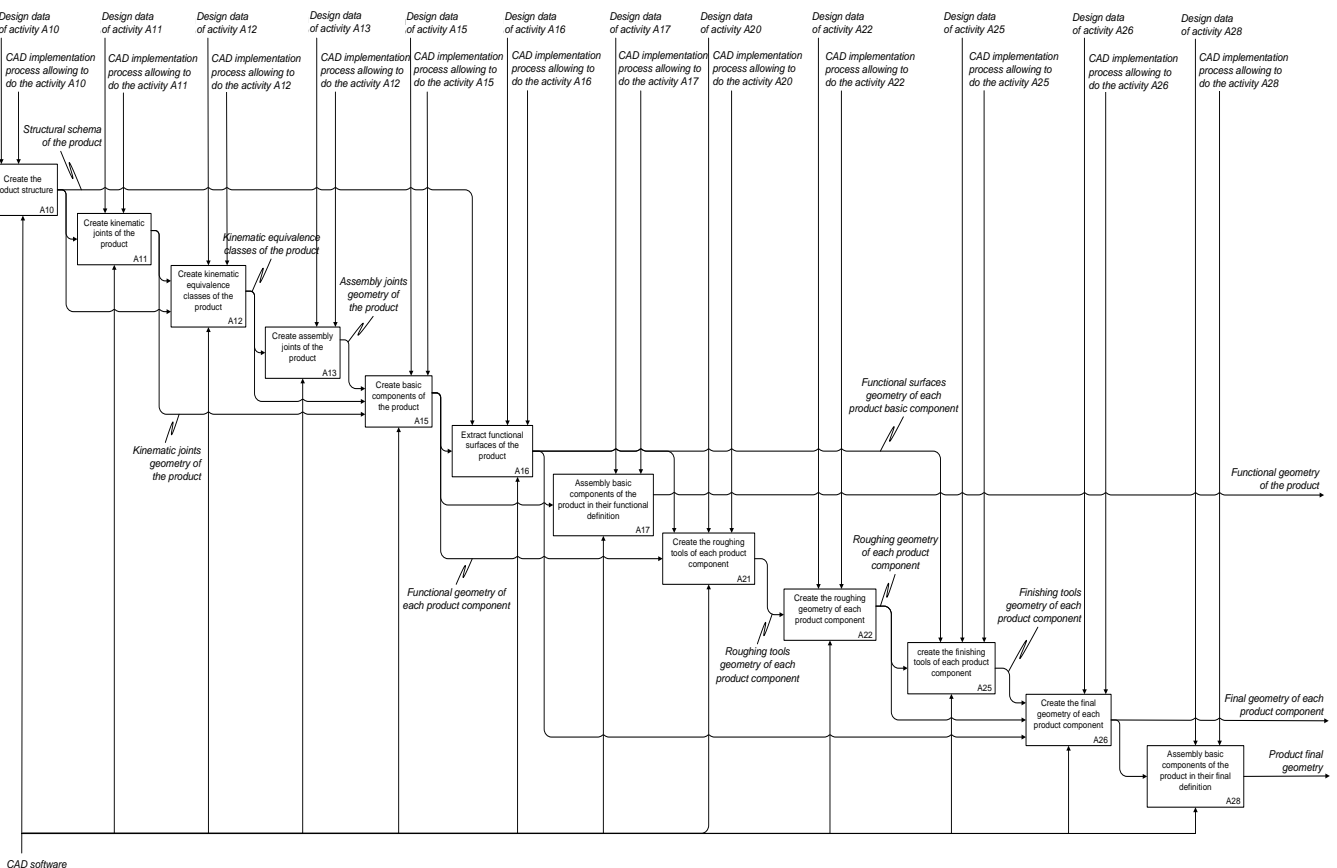 Design data
of activity A10
Design data
of activity A11
Design data
of activity A12
Design data
of activity A13
Design data
of activity A15
Design data
of activity A16
Design data
of activity A17
Design data
of activity A20
Design data
of activity A22
Design data
of activity A25
Design data
of activity A26
Design data
of activity A28
CAD implementation
process allowing to
do the activity A10
CAD implementation
process allowing to
do the activity A11
CAD implementation
process allowing to
do the activity A12
CAD implementation
process allowing to
do the activity A12
CAD implementation
process allowing to
do the activity A15
CAD implementation
process allowing to
do the activity A16
CAD implementation
process allowing to
do the activity A17
CAD implementation
process allowing to
do the activity A20
CAD implementation
process allowing to
do the activity A22
CAD implementation
process allowing to
do the activity A25
CAD implementation
process allowing to
do the activity A26
CAD implementation
process allowing to
do the activity A28
Structural schema
of the product
Create the
oduct structure
A10
Create kinematic
joints of the
product
A11
Kinematic equivalence
classes of the product
Create kinematic
equivalence
classes of the
product
A12
Assembly joints
geometry of
the product
Create assembly
joints of the
product
A13
Create basic
components of
the product
A15
Kinematic joints
geometry of
the product
Functional surfaces
geometry of each
product basic component
Extract functional
surfaces of the
product
A16
Functional geometry
of the product
Assembly basic
components of the
product in their functional
definition
A17
Create the roughing
tools of each product
component
A21
Functional geometry of
each product component
Roughing geometry
of each product
component
Create the roughing
geometry of each
product component
A22
Roughing tools
geometry of each
product component
Finishing tools
geometry of each
product component
create the finishing
tools of each product
component
A25
Create the final
geometry of each
product component
A26
Final geometry of each
product component
Assembly basic
components of the
product in their final
definition
A28
Product final
geometry
CAD software